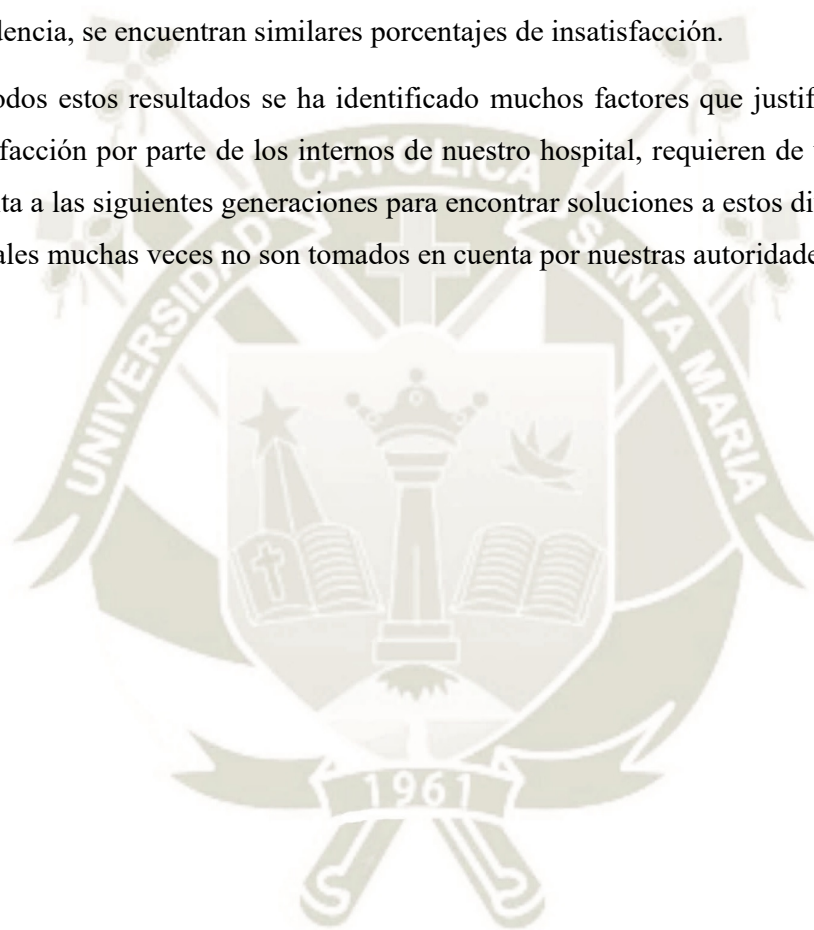 dencia, se encuentran similares porcentajes de insatisfacción.
odos estos resultados se ha identificado muchos factores que justif
facción por parte de los internos de nuestro hospital, requieren de
ta a las siguientes generaciones para encontrar soluciones a estos di
ales muchas veces no son tomados en cuenta por nuestras autoridade
UNIVERSIDAD CATOLICA SANTA MARIA
1961